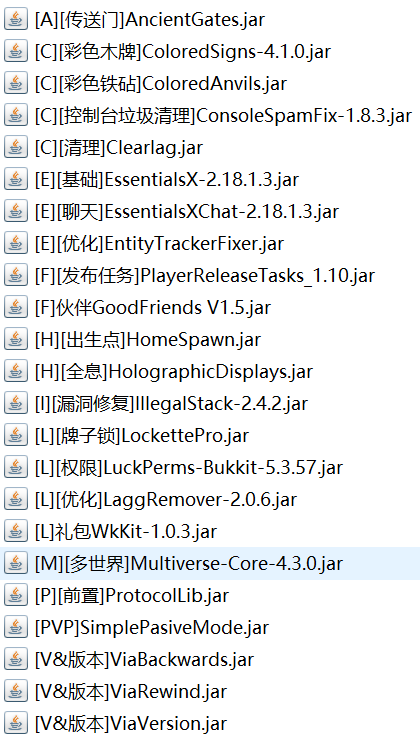 [A][传送门]AncientGates.jar
[C][彩色木牌]ColoredSigns-4.1.0.jar
[C][彩色铁砧]ColoredAnvils.jar
[C][控制台垃圾清理]ConsoleSpamFix-1.8.3.jar
[C][清理]Clearlag.jar
[E][基础]EssentialsX-2.18.1.3.jar
[E][聊天]EssentialsXChat-2.18.1.3.jar
[E][优化]EntityTrackerFixer.jar
[F][发布任务]PlayerReleaseTasks_1.10.jar
[F]伙伴GoodFriends V1.5.jar
[H][出生点]HomeSpawn.jar
[H][全息]HolographicDisplays.jar
[I][漏洞修复]IllegalStack-2.4.2.jar
[L][牌子锁]LockettePro.jar
[L][权限]LuckPerms-Bukkit-5.3.57.jar
[L][优化]LaggRemover-2.0.6.jar
[L]礼包WkKit-1.0.3.jar
[M][多世界]Multiverse-Core-4.3.0.jar
[P][前置]ProtocolLib.jar
[PVP]SimplePasiveMode.jar
[V&版本]ViaBackwards.jar
[V&版本]ViaRewind.jar
[V&版本]ViaVersion.jar